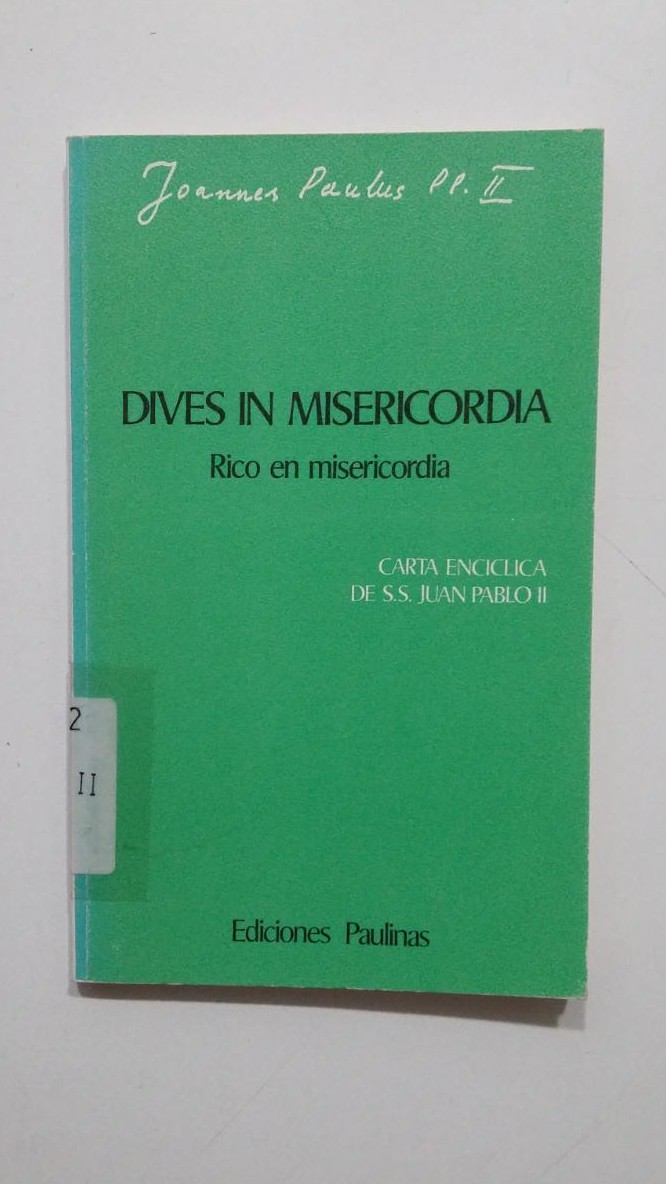 Joannes Paulus PP. II
DIVES IN MISERICORDIA
Rico en misericordia
CARTA ENCICLICA
DE S.S. JUAN PABLO II
2
II
Ediciones Paulinas